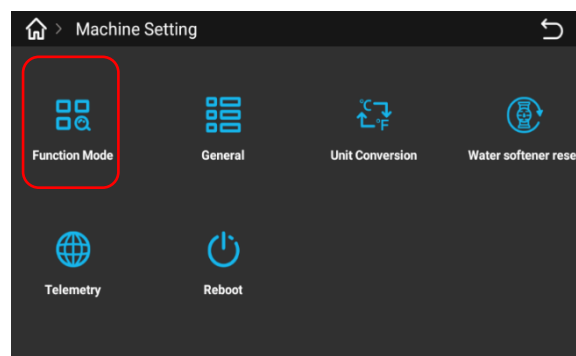 > Machine Setting
Function Mode
General
°C °F
Unit Conversion
Water softener rese
Telemetry
Reboot